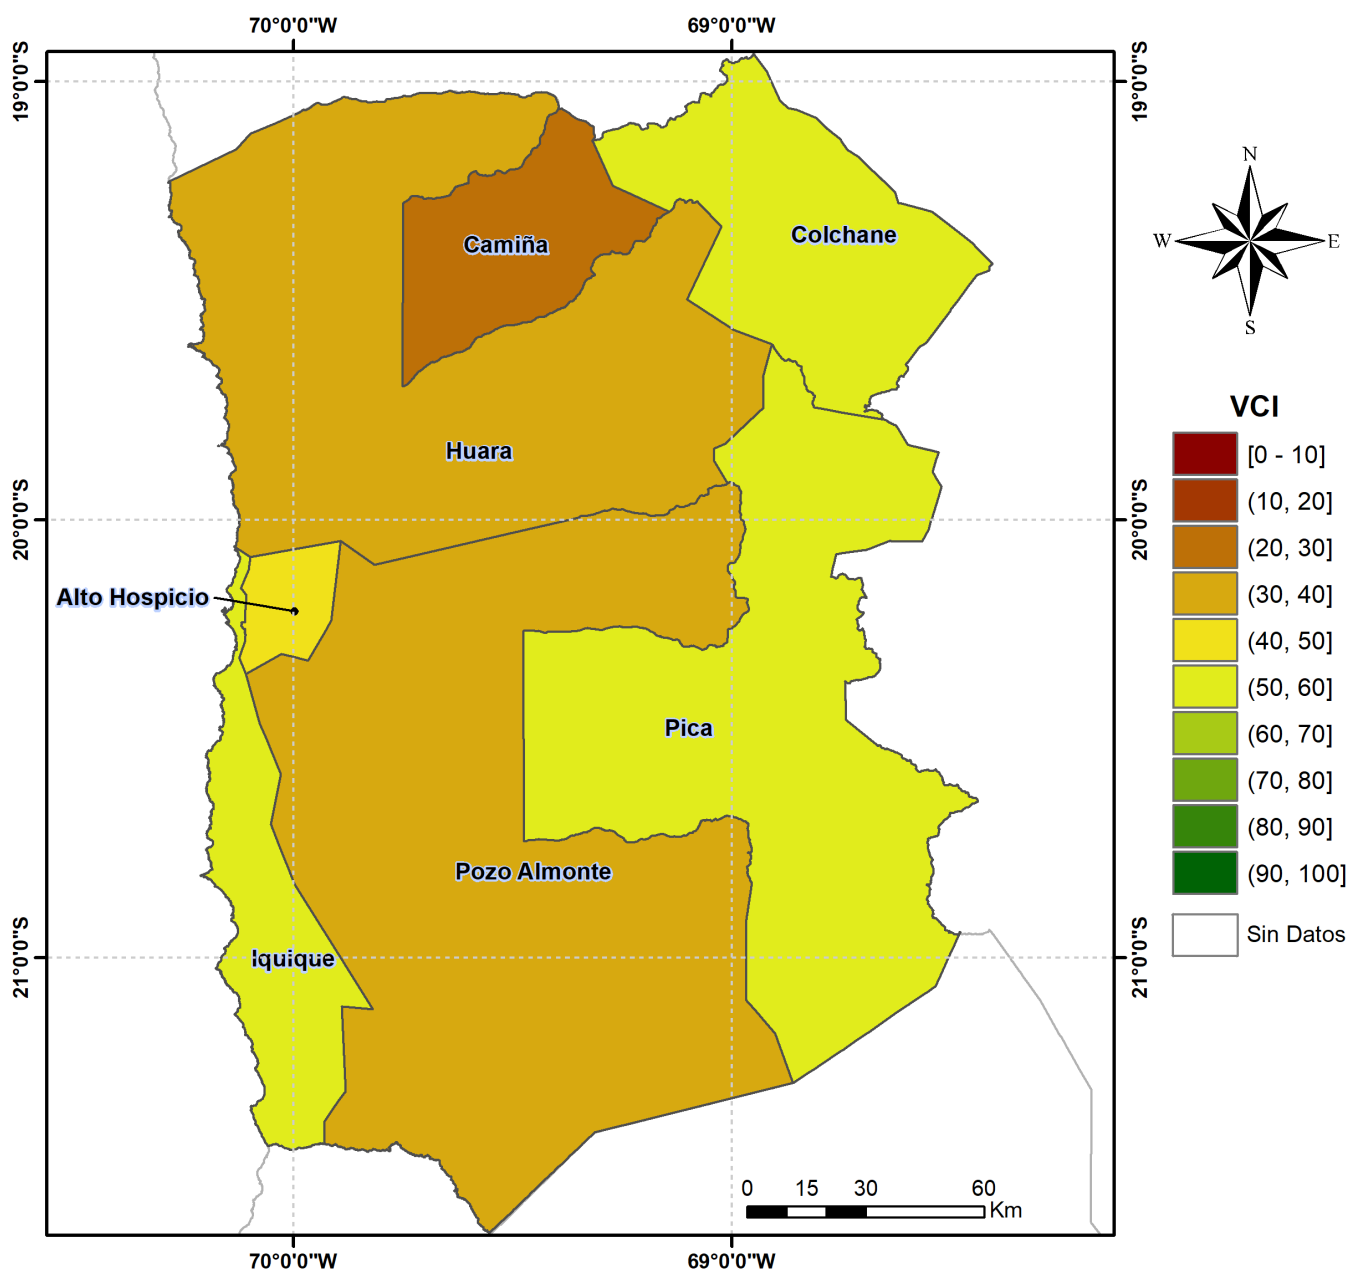 70°0'0"W 69°0'0"W
19°0'0"S 19°0'0"S
N
W E
S
Colchane
Camiña
VCI
Huara
[0 - 10]
(10, 20]
20°0'0"S 20°0'0"S
(20, 30]
Alto Hospicio
(30, 40]
(40, 50]
(50, 60]
Pica
(60, 70]
(70, 80]
(80, 90]
Pozo Almonte
(90, 100]
Sin Datos
Iquique
21°0'0"S 21°0'0"S
0 15 30 60
Km
70°0'0"W 69°0'0"W